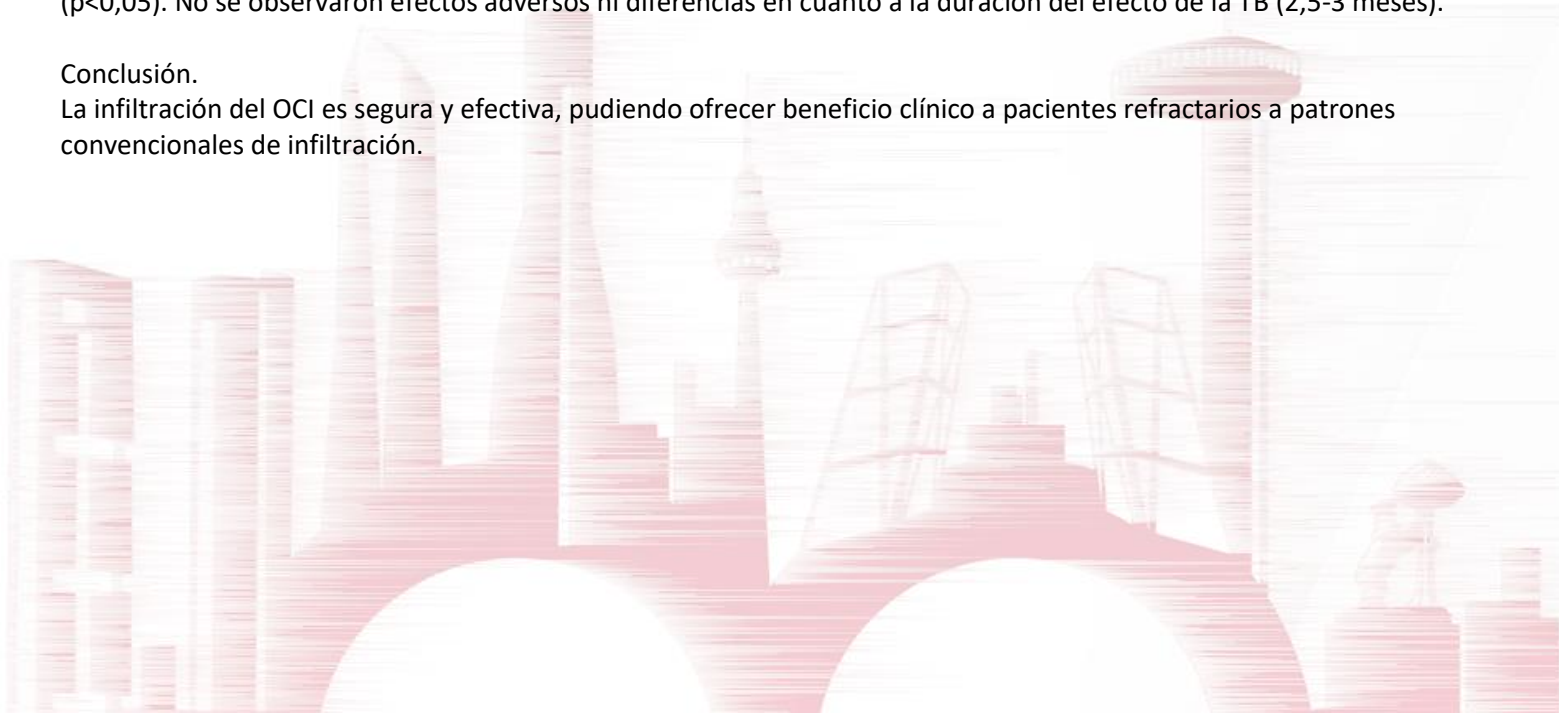 (p<0,05). No se observaron efectos adversos ni diferencias en cuanto a la duración del efecto de la TB (2,5-3 meses).
Conclusión.
La infiltración del OCI es segura y efectiva, pudiendo ofrecer beneficio clínico a pacientes refractarios a patrones
convencionales de infiltración.